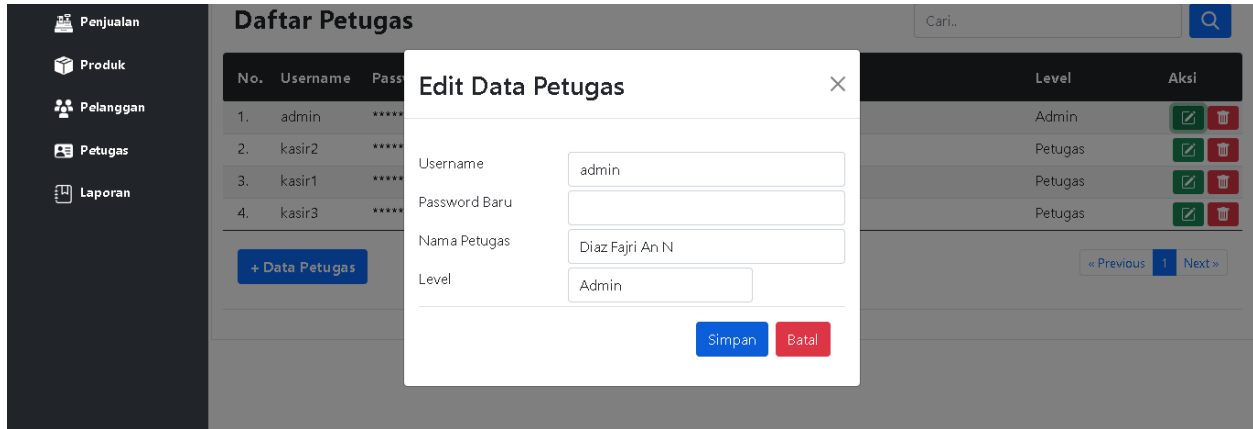 Penjualan
Produk
Pelanggan
Petugas
Laporan
Daftar Petugas
Cari..
No. Username Level Aksi
1. admin ***** Admin
2. kasir2 ***** Petugas
3. kasir1 ***** Petugas
4. kasir3 ***** Petugas
+ Data Petugas
« Previous 1 Next »
Edit Data Petugas
Username admin
Password Baru
Nama Petugas Diaz Fajri An N
Level Admin
Simpan Batal